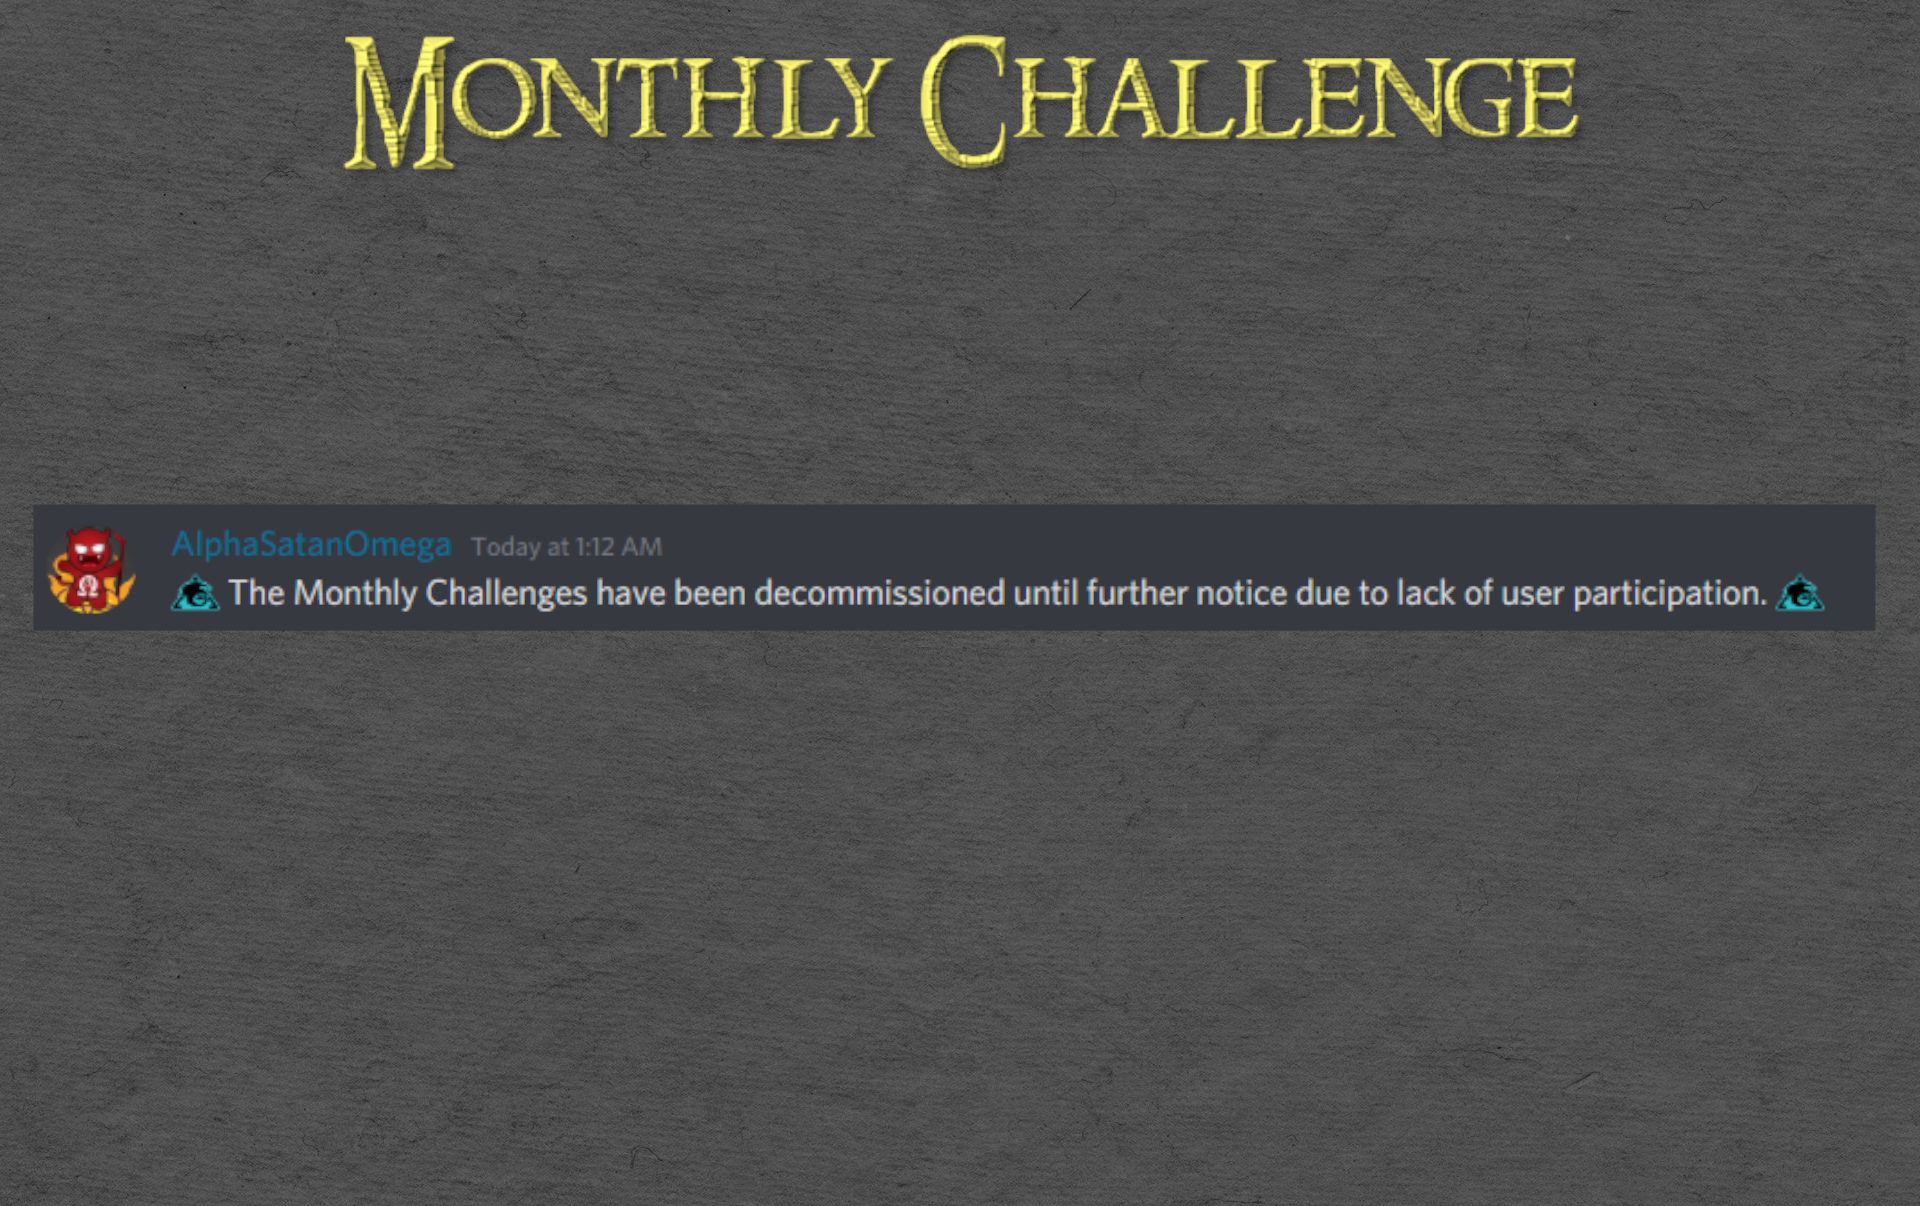 Monthly Challenge
AlphaSatanOmega Today at 1:12 AM
The Monthly Challenges have been decommissioned until further notice due to lack of user participation.